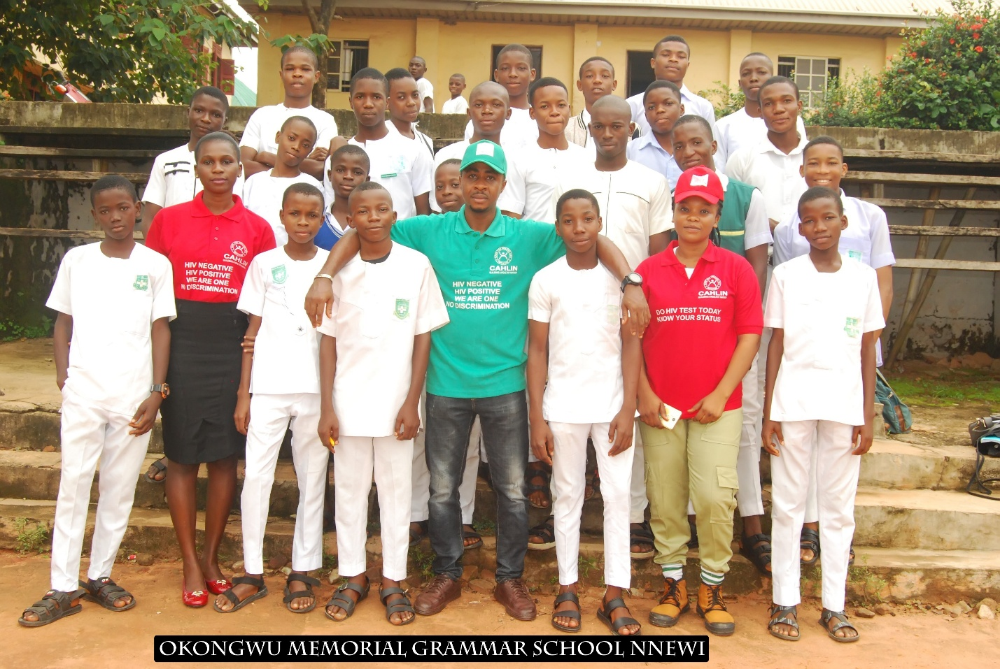 CAHLIN
HIV NEGATIVE
HIV POSITIVE
WE ARE ONE
NO DISCRIMINATION
CAHLIN
HIV NEGATIVE
HIV POSITIVE
WE ARE ONE
NO DISCRIMINATION
CAHLIN
DO HIV TEST TODAY
KNOW YOUR STATUS
OKONGWU MEMORIAL GRAMMAR SCHOOL NNEWI